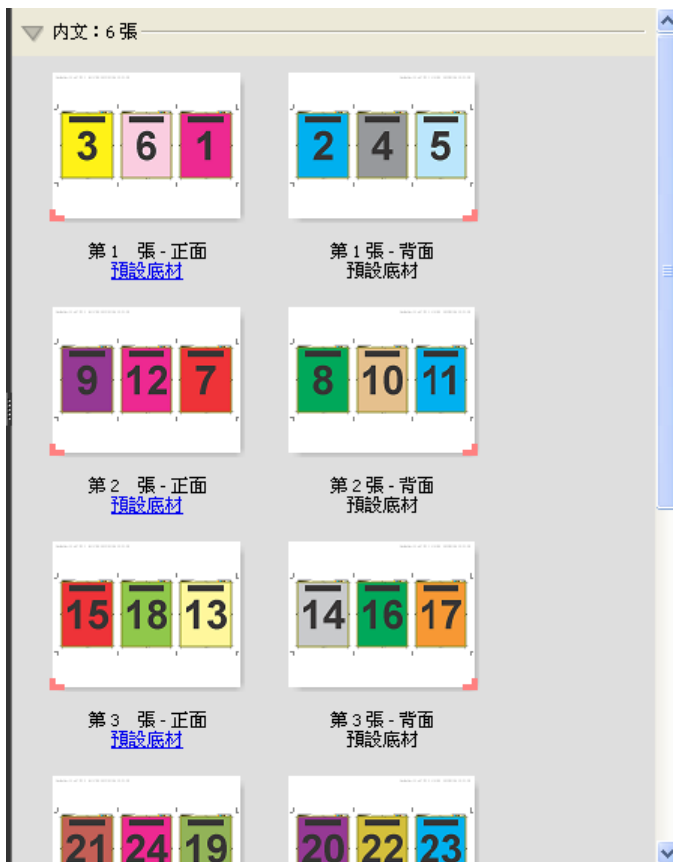 内文：6 張
3 6 1
2 4 5
第 1 張 - 正面
預設底材
第 1 張 - 背面
預設底材
9 12 7
8 10 11
第 2 張 - 正面
預設底材
第 2 張 - 背面
預設底材
15 18 13
14 16 17
第 3 張 - 正面
預設底材
第 3 張 - 背面
預設底材
21 24 19
20 22 23